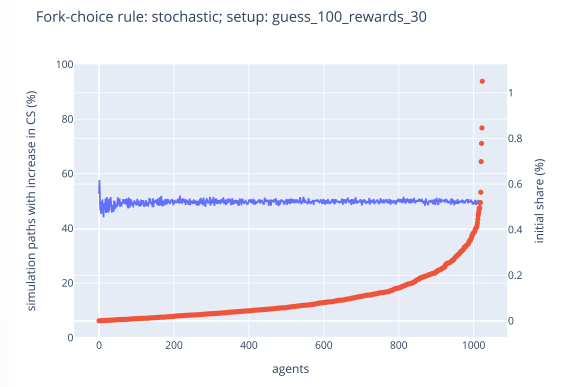 Fork-choice rule: stochastic; setup: guess_100_rewards_30
simulation paths with increase in CS (%)
100
80
60
40
20
0
1
0.8
0.6
0.4
0.2
0
initial share (%)
0 200 400 600 800 1000
agents